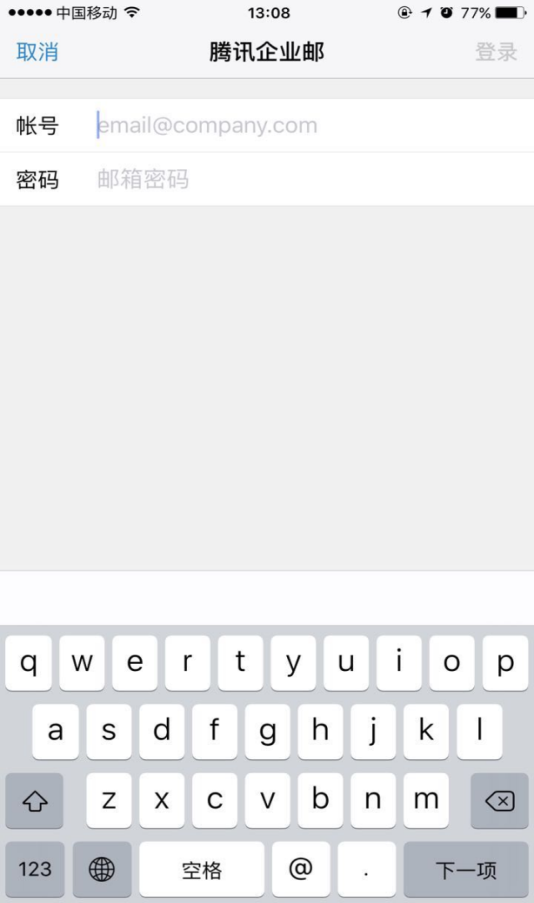 中国移动 13:08 77%
取消 腾讯企业邮 登录
帐号 email@company.com
密码 邮箱密码
q w e r t y u i o p
a s d f g h j k l
z x c v b n m
123 空格 @ . 下一项